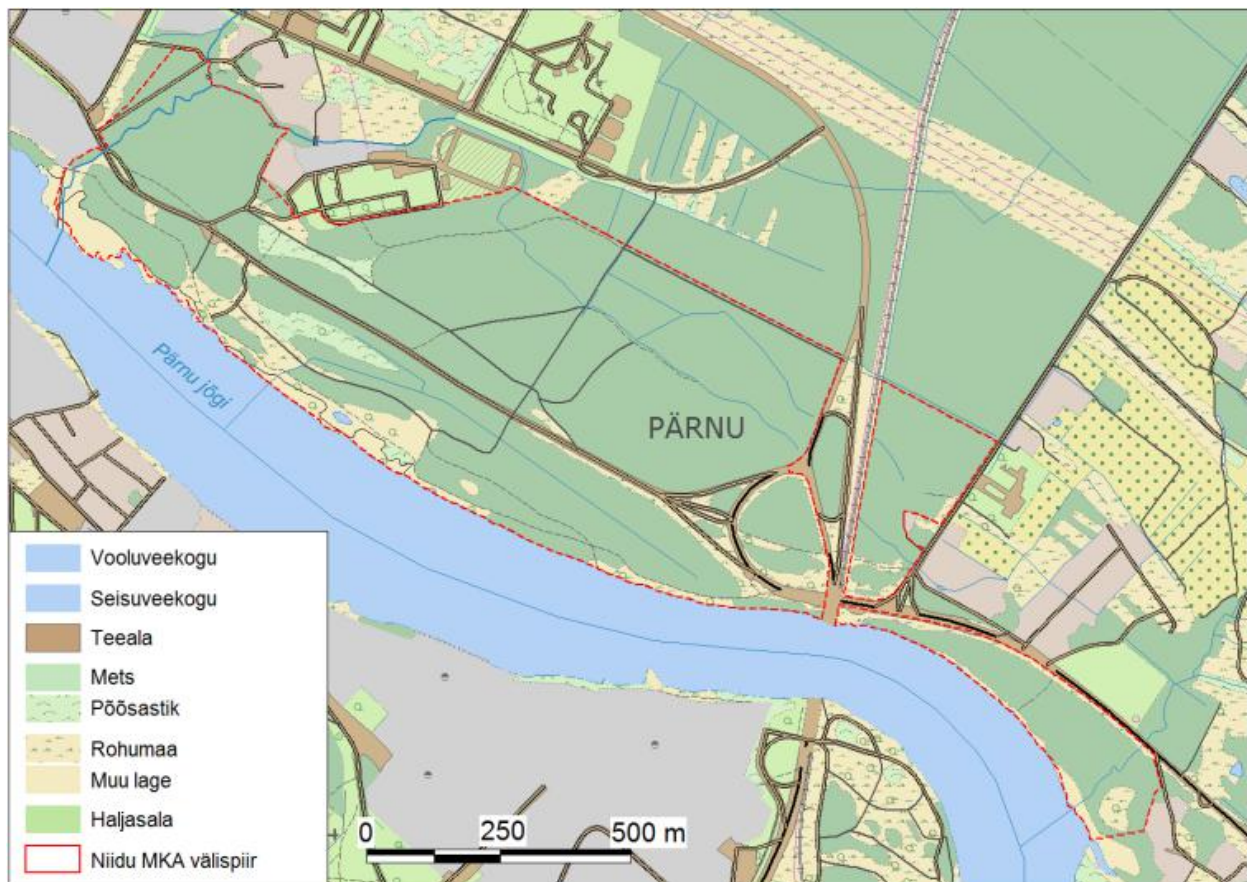 Pärnu jõgi
PÄRNU
Vooluveekogu
Seisuveekogu
Teeala
Mets
Põõsastik
Rohumaa
Muu lage
Haljasala
Niidu MKA välispiir
0 250 500 m